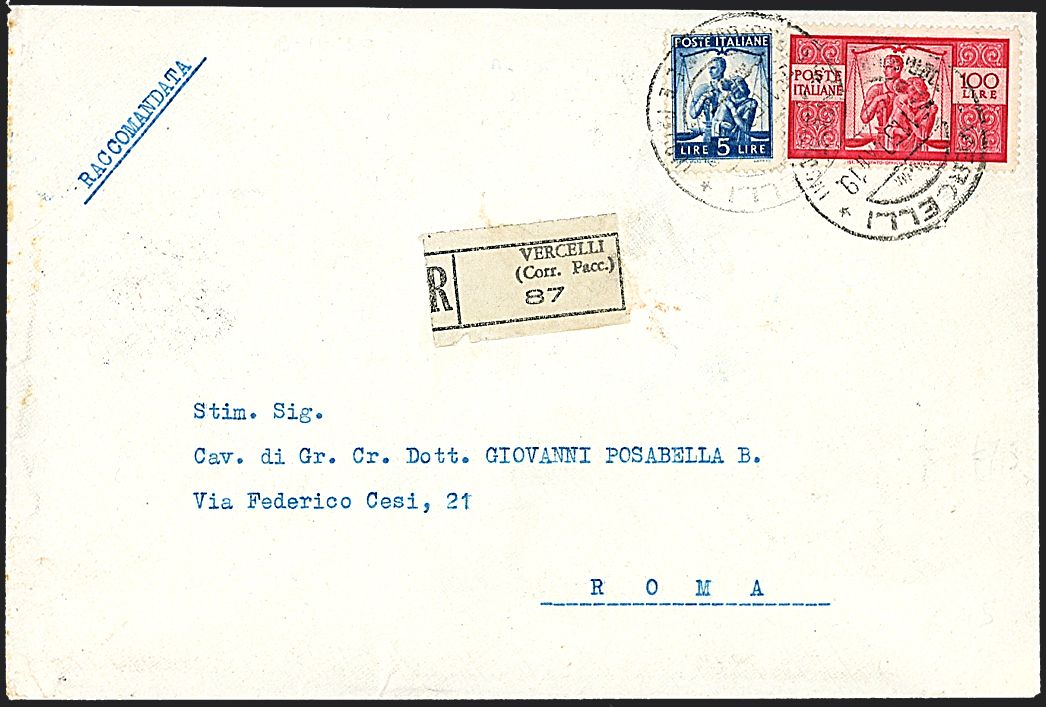 RACCOMANDATA
POSTE ITALIANE
LIRE 5 LIRE
POSTE
ITALIANE
100
LIRE
VERCELLI
R
VERCELLI
(Corr. Pacc.)
87
Stim. Sig.
Cav. di Gr. Cr. Dott. GIOVANNI POSABELLA B.
Via Federico Cesi, 21
R O M A